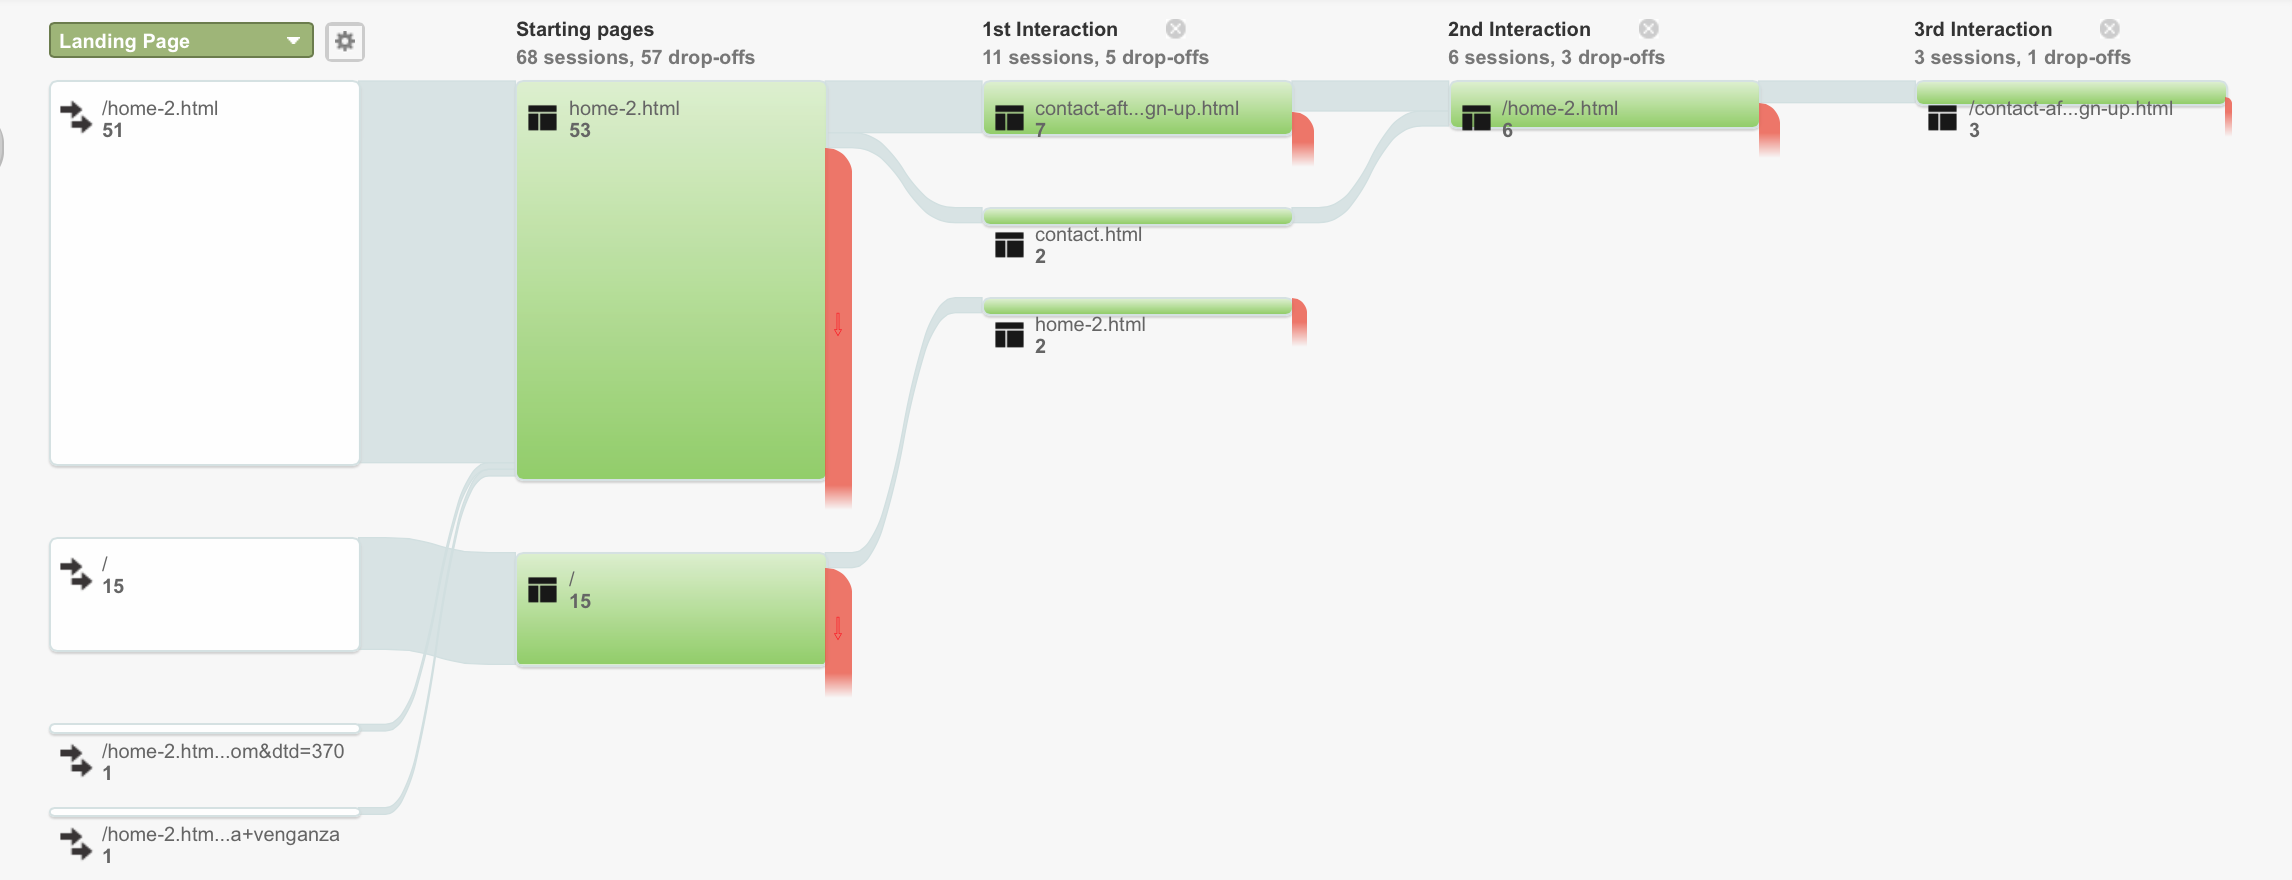 Landing Page
Starting pages
68 sessions, 57 drop-offs
1st Interaction
11 sessions, 5 drop-offs
2nd Interaction
6 sessions, 3 drop-offs
3rd Interaction
3 sessions, 1 drop-offs
/home-2.html
51
/
15
/home-2.htm...om&dtd=370
1
/home-2.htm...a+venganza
1
home-2.html
53
/
15
contact-aft...gn-up.html
7
contact.html
2
home-2.html
2
/home-2.html
6
/contact-af...gn-up.html
3